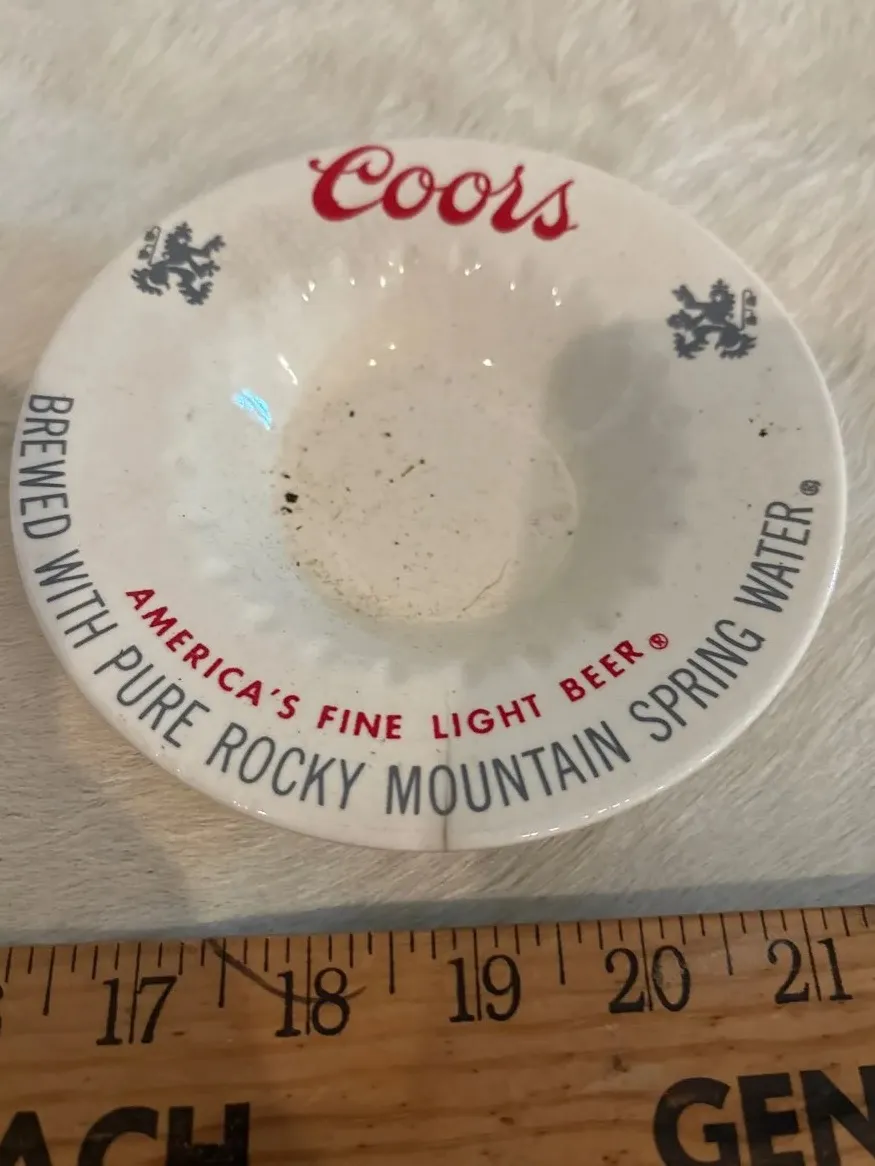 Coors
AMERICA'S FINE LIGHT BEER®
BREWED WITH PURE ROCKY MOUNTAIN SPRING WATER®
17 18 19 20 21
ACH GEN